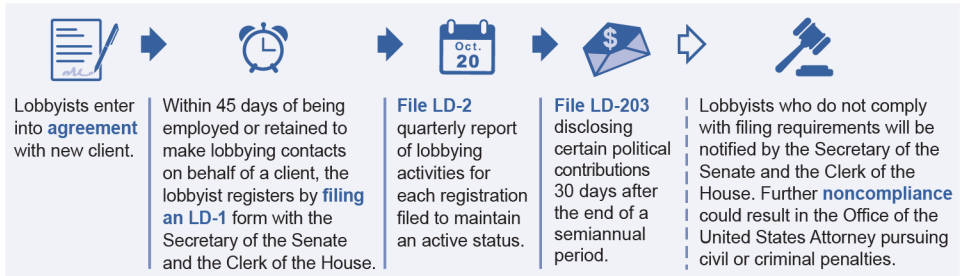 Lobbyists enter
into agreement
with new client.
Within 45 days of being
employed or retained to
make lobbying contacts
on behalf of a client, the
lobbyist registers by filing
an LD-1 form with the
Secretary of the Senate
and the Clerk of the House.
Oct.
20
File LD-2
quarterly report
of lobbying
activities for
each registration
filed to maintain
an active status.
$
File LD-203
disclosing
certain political
contributions
30 days after
the end of a
semiannual
period.
Lobbyists who do not comply
with filing requirements will be
notified by the Secretary of the
Senate and the Clerk of the
House. Further noncompliance
could result in the Office of the
United States Attorney pursuing
civil or criminal penalties.